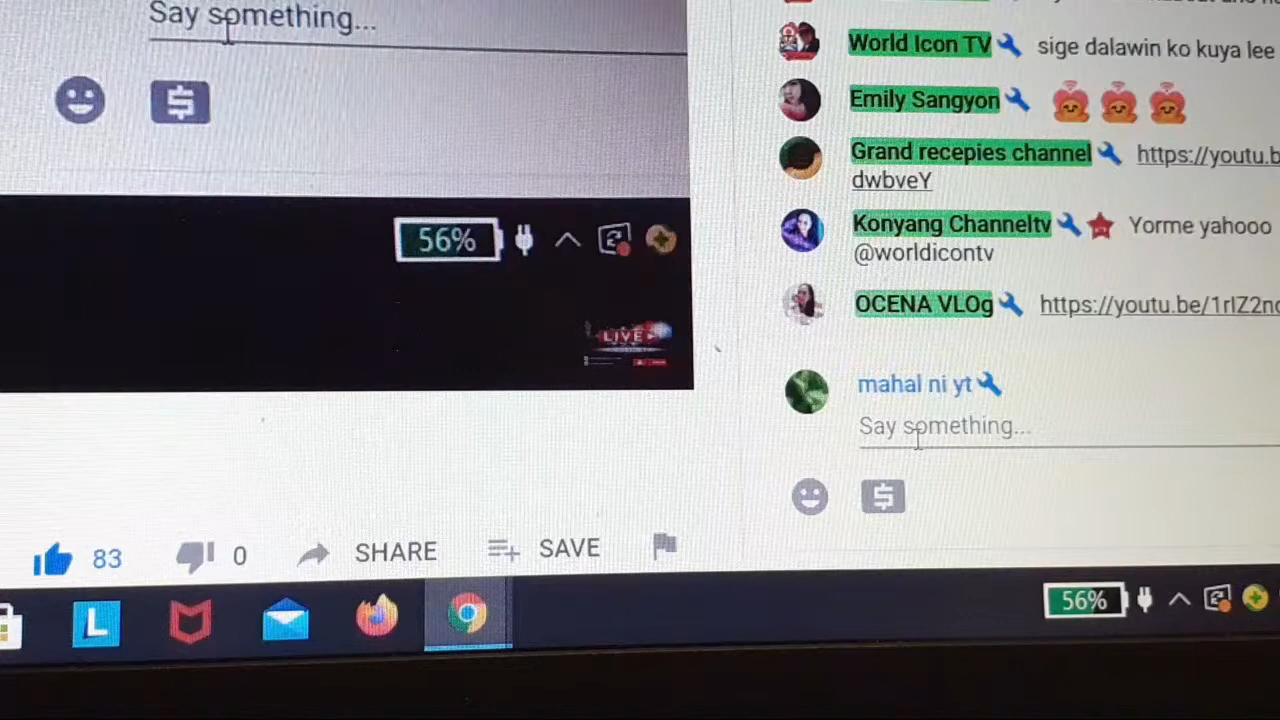 Say something...
56%
LIVE
World Icon TV sige dalawin ko kuya lee
Emily Sangyon
Grand recepies channel https://youtu.b
dwbveY
Konyang Channeltv Yorme yahooo
@worldicontv
OCENA VLOg https://youtu.be/1rIZ2n
mahal ni yt
Say something...
83 0 SHARE SAVE
L
56%